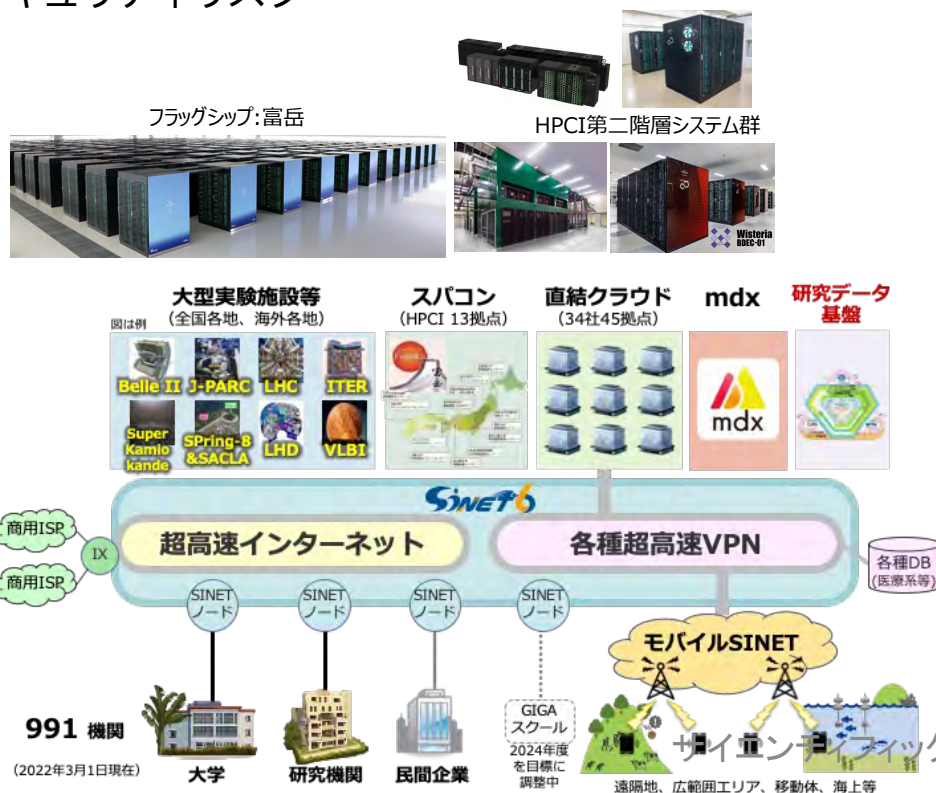 フラッグシップ:富岳
HPCI第二階層システム群
Wisteria
BDEC-01
大型実験施設等
(全国各地、海外各地)
図は例
Belle II
J-PARC
LHC
ITER
Super
Kamio
kande
SPring-8
&SACLA
LHD
VLBI
スパコン
(HPCI 13拠点)
直結クラウド
(34社45拠点)
mdx
mdx
研究データ
基盤
SINET6
商用ISP
商用ISP
IX
超高速インターネット
各種超高速VPN
各種DB
(医療系等)
SINET
ノード
SINET
ノード
SINET
ノード
SINET
ノード
モバイルSINET
991 機関
(2022年3月1日現在)
大学
研究機関
民間企業
GIGA
スクール
2024年度
を目標に
調整中
サイエンティフィック
遠隔地、広範囲エリア、移動体、海上等